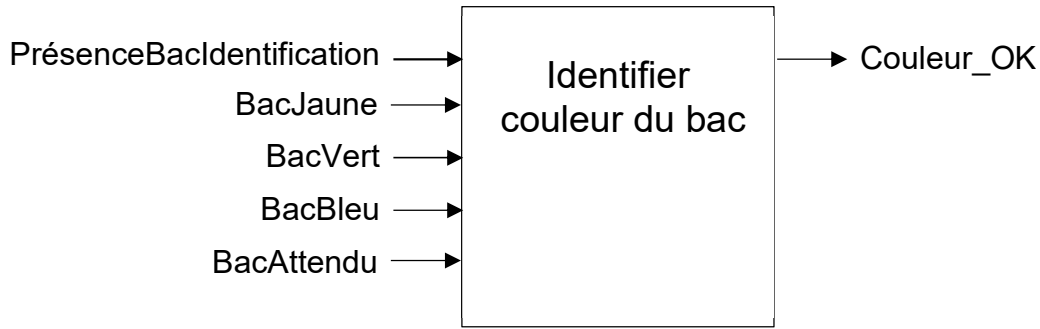 PrésenceBacIdentification
BacJaune
BacVert
BacBleu
BacAttendu
Identifier
couleur du bac
Couleur_OK